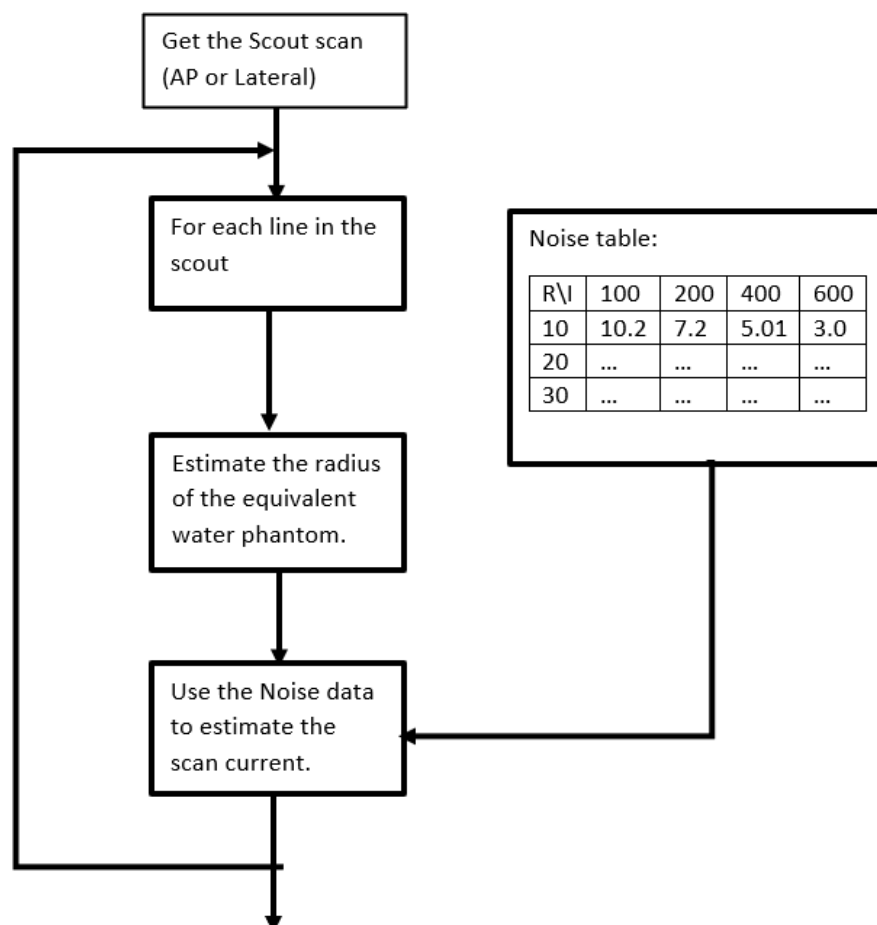 Get the Scout scan
(AP or Lateral)
For each line in the
scout
Estimate the radius
of the equivalent
water phantom.
Use the Noise data
to estimate the
scan current.
Noise table:
R\I 100 200 400 600
10 10.2 7.2 5.01 3.0
20 ... ... ... ...
30 ... ... ... ...